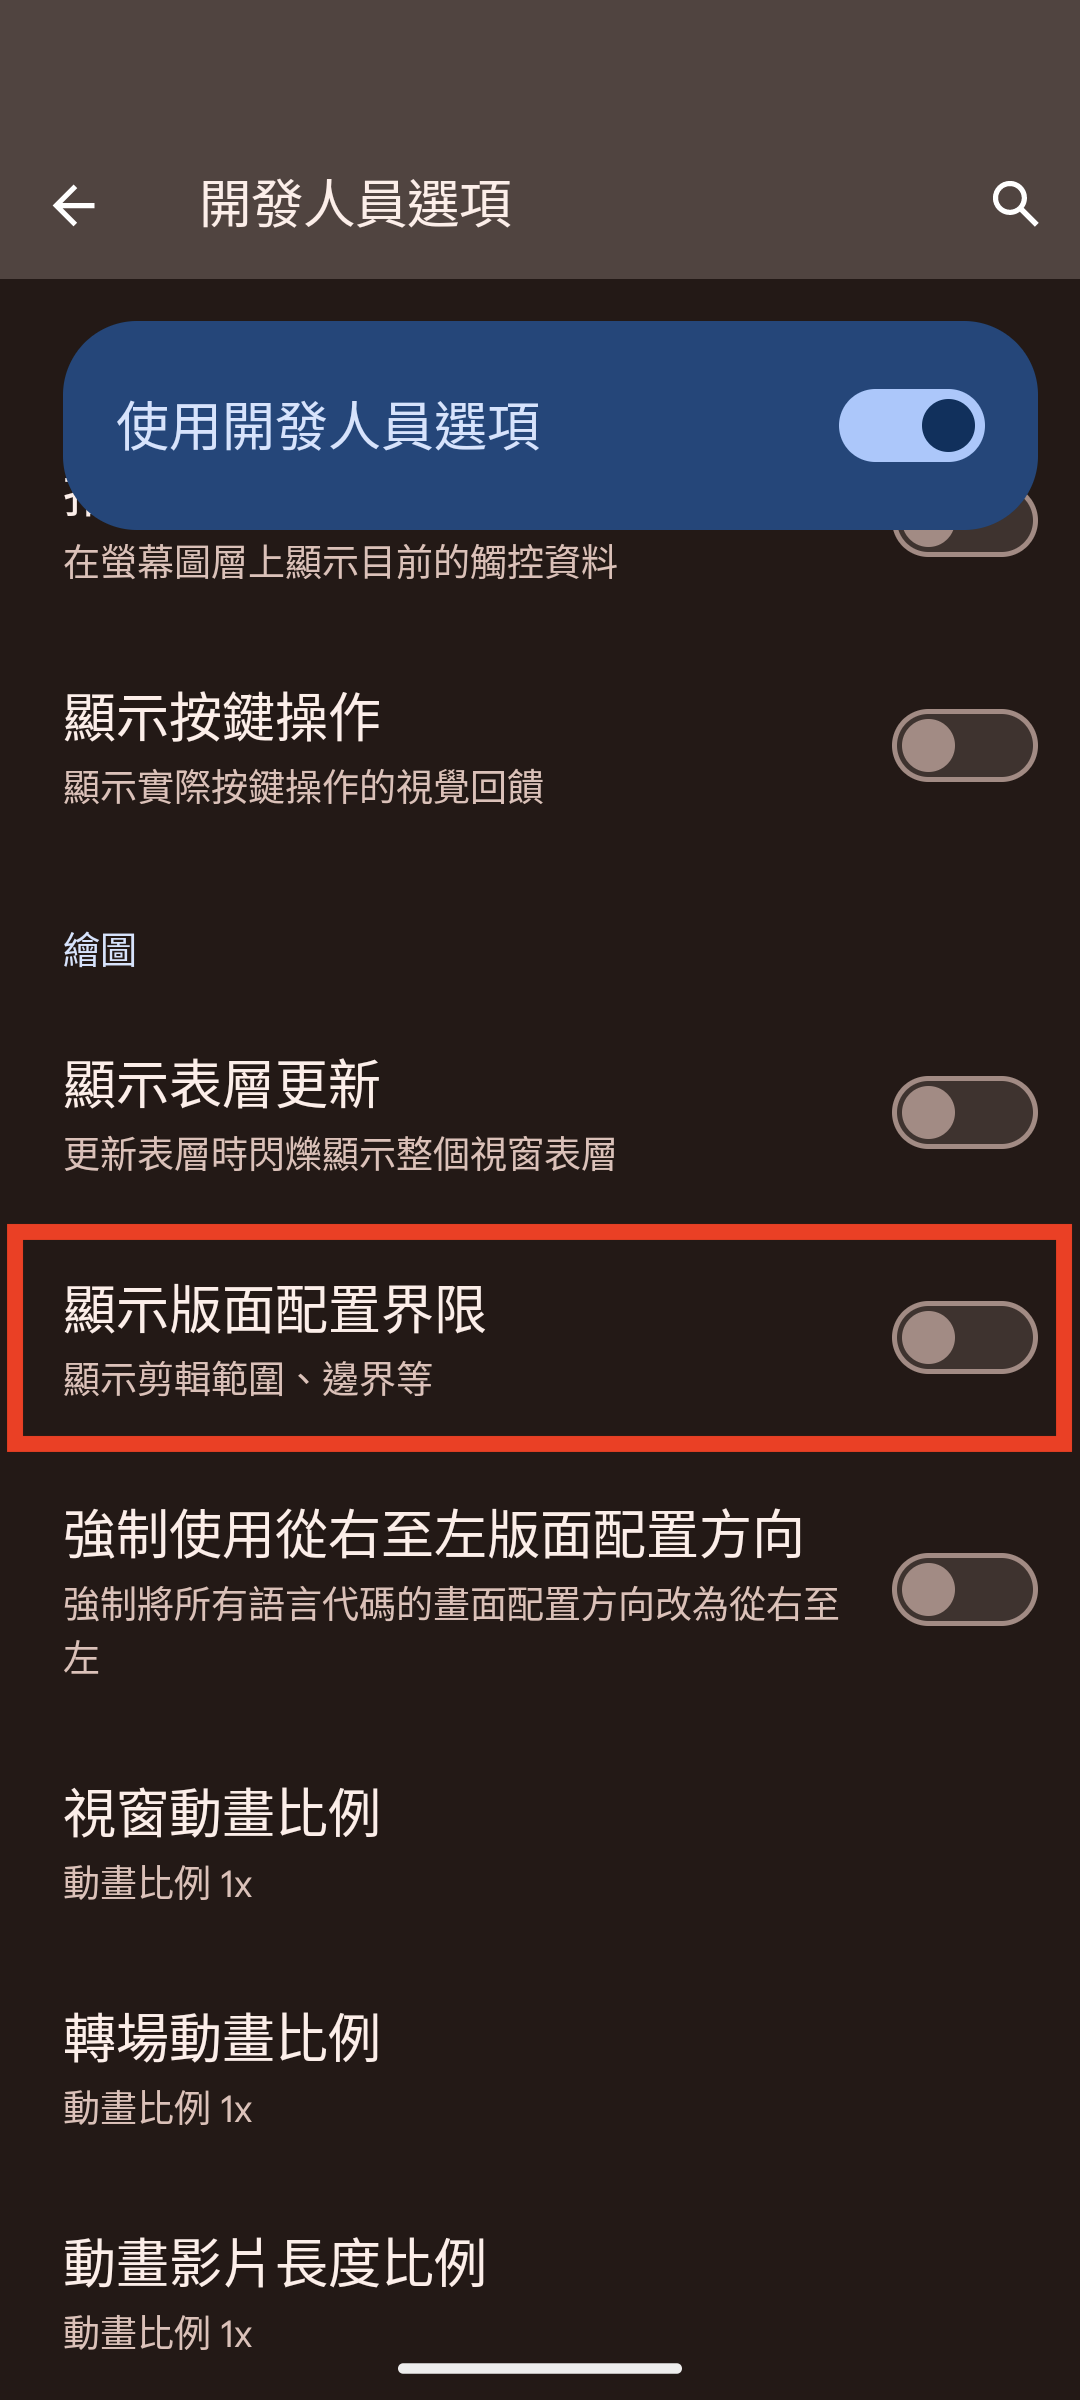 開發人員選項
使用開發人員選項
在螢幕圖層上顯示目前的觸控資料
顯示按鍵操作
顯示實際按鍵操作的視覺回饋
繪圖
顯示表層更新
更新表層時閃爍顯示整個視窗表層
顯示版面配置界限
顯示剪輯範圍、邊界等
強制使用從右至左版面配置方向
強制將所有語言代碼的畫面配置方向改為從右至
左
視窗動畫比例
動畫比例 1x
轉場動畫比例
動畫比例 1x
動畫影片長度比例
動畫比例 1x